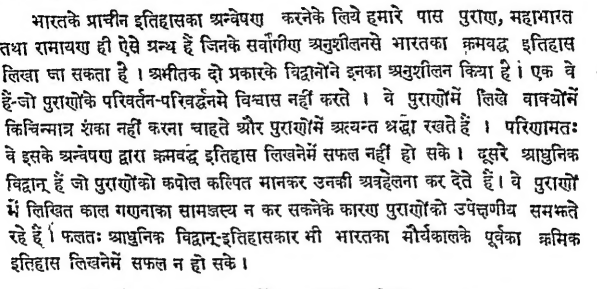 भारतके प्राचीन इतिहासका अन्वेषण करनेके लिये हमारे पास पुराण, महाभारत
तथा रामायण ही ऐसे ग्रन्थ हैं जिनके सर्वागीण अनुशीलनसे भारतका क्रमवद्ध इतिहास
लिखा जा सकता है । अभीतक दो प्रकारके विद्वानोंने इनका अनुशीलन किया है । एक वे
हैं-जो पुराणोंके परिवर्तन-परिवर्द्धनमे विश्वास नहीं करते । वे पुराणोंमें लिखे वाक्योंमें
किचिन्मात्र शंका नहीं करना चाहते और पुराणोंमें अत्यन्त श्रद्धा रखते हैं । परिणामतः
वे इसके अन्वेषण द्वारा क्रमवद्ध इतिहास लिखनेमें सफल नहीं हो सके । दूसरे आधुनिक
विद्वान् हैं जो पुराणोंको कपोल कल्पित मानकर उनकी अवहेलना कर देते हैं । वे पुराणों
में लिखित काल गणनाका सामञ्जस्य न कर सकनेके कारण पुराणोंको उपेक्षणीय समझते
रहे हैं । फलतः आधुनिक विद्वान्-इतिहासकार भी भारतका मौर्यकालके पूर्वका क्रमिक
इतिहास लिखनेमें सफल न हो सके ।